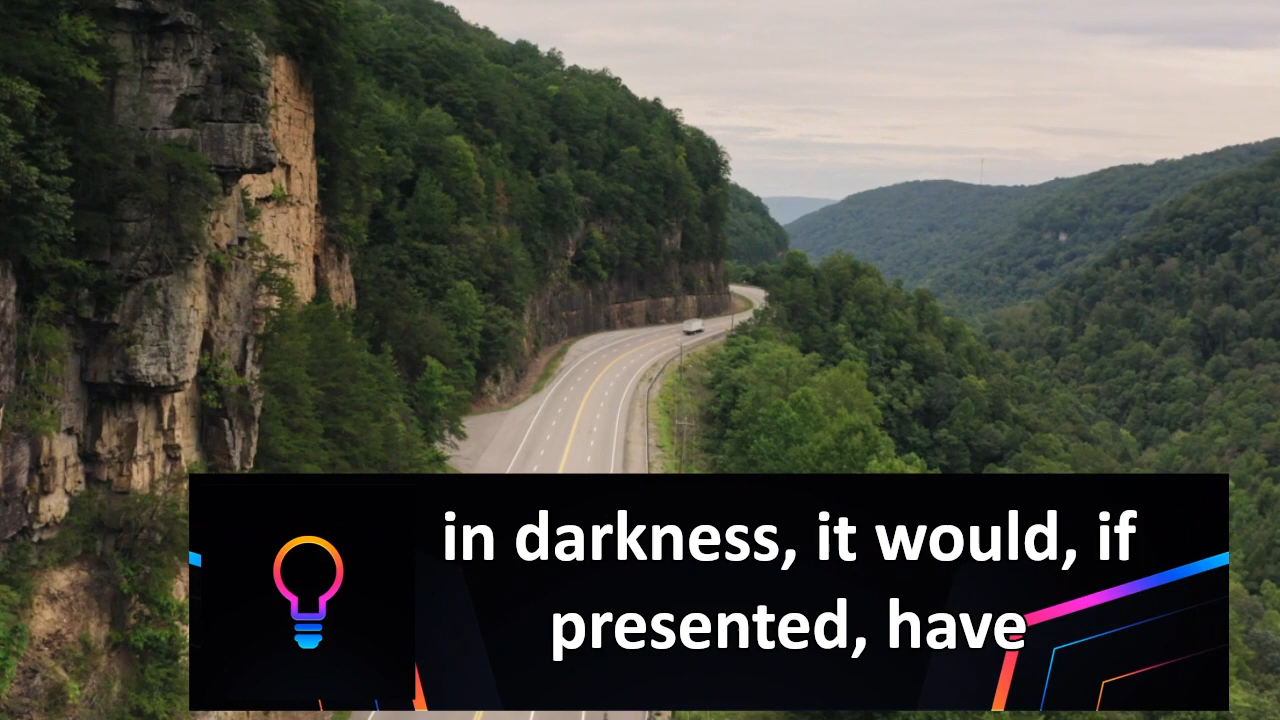 in darkness, it would, if
presented, have